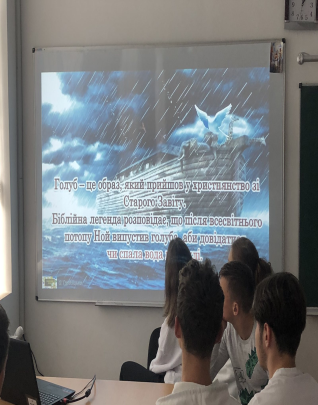 Голуб – це образ, який прийшов у християнство зі
Старого Завіту.
Біблійна легенда розповідає, що після всесвітнього
потопу Ной випустив голуба, аби довідати
чи спала вода